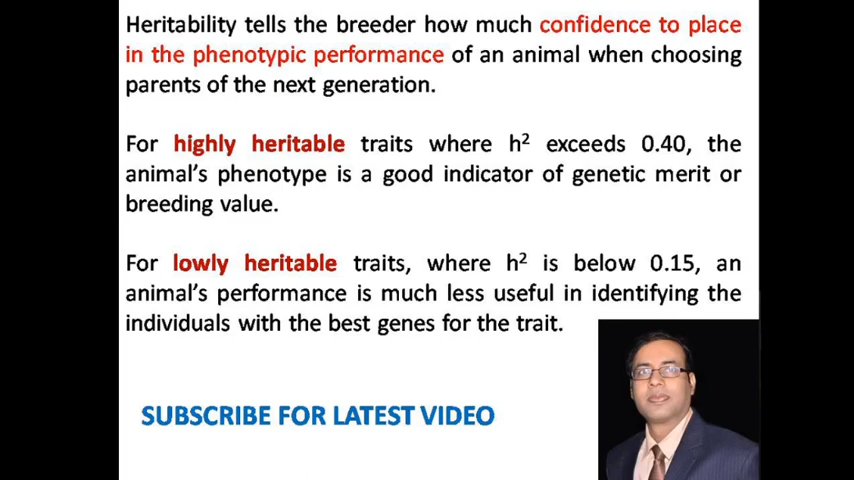 Heritability tells the breeder how much confidence to place
in the phenotypic performance of an animal when choosing
parents of the next generation.
For highly heritable traits where h² exceeds 0.40, the
animal's phenotype is a good indicator of genetic merit or
breeding value.
For lowly heritable traits, where h² is below 0.15, an
animal's performance is much less useful in identifying the
individuals with the best genes for the trait.
SUBSCRIBE FOR LATEST VIDEO